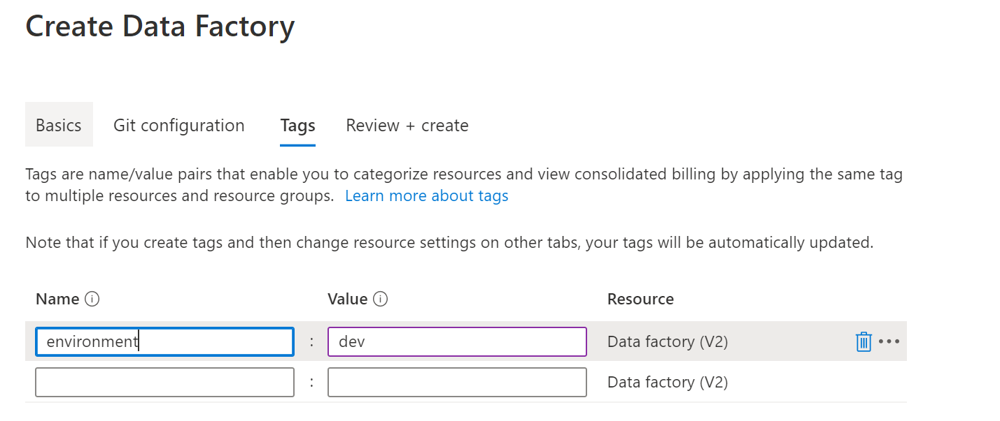 Create Data Factory
Basics Git configuration Tags Review + create
Tags are name/value pairs that enable you to categorize resources and view consolidated billing by applying the same tag
to multiple resources and resource groups. Learn more about tags
Note that if you create tags and then change resource settings on other tabs, your tags will be automatically updated.
Name Value Resource
environment : dev Data factory (V2)
: Data factory (V2)